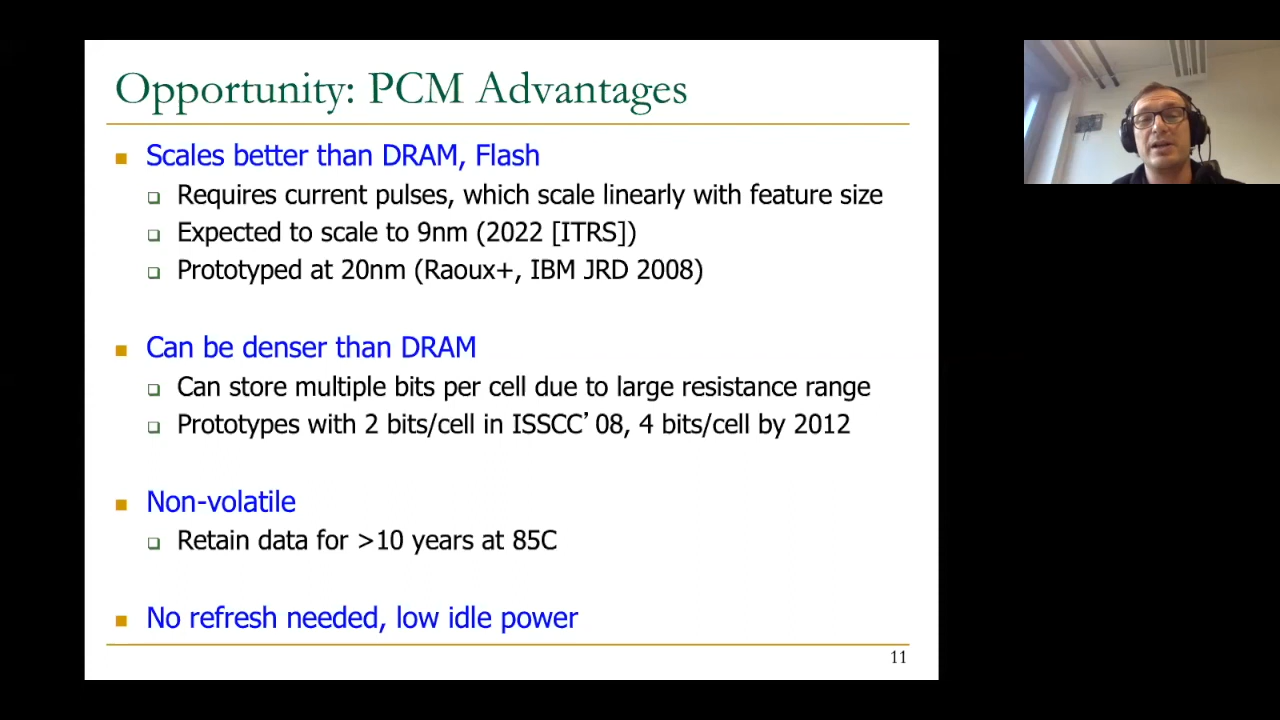 Opportunity: PCM Advantages
Scales better than DRAM, Flash
Requires current pulses, which scale linearly with feature size
Expected to scale to 9nm (2022 [ITRS])
Prototyped at 20nm (Raoux+, IBM JRD 2008)
Can be denser than DRAM
Can store multiple bits per cell due to large resistance range
Prototypes with 2 bits/cell in ISSCC’ 08, 4 bits/cell by 2012
Non-volatile
Retain data for >10 years at 85C
No refresh needed, low idle power
11